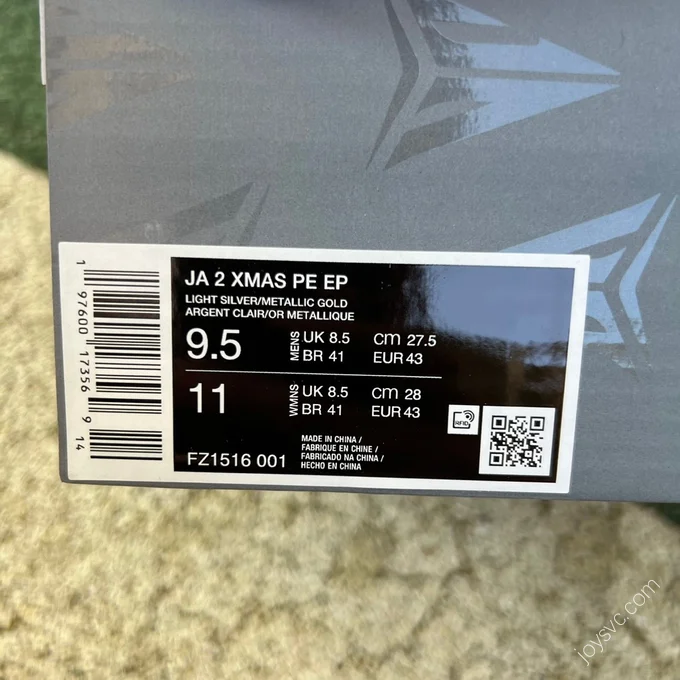 JA 2 XMAS PE EP
LIGHT SILVER/METALLIC GOLD
ARGENT CLAIR/OR METALLIQUE
9.5 MENS UK 8.5 CM 27.5
BR 41 EUR 43
11 WMNS UK 8.5 CM 28
BR 41 EUR 43
FZ1516 001
MADE IN CHINA /
FABRIQUE EN CHINE /
FABRICADO NA CHINA /
HECHO EN CHINA
RFID
1 97600 17356 9 14
joysvc.com